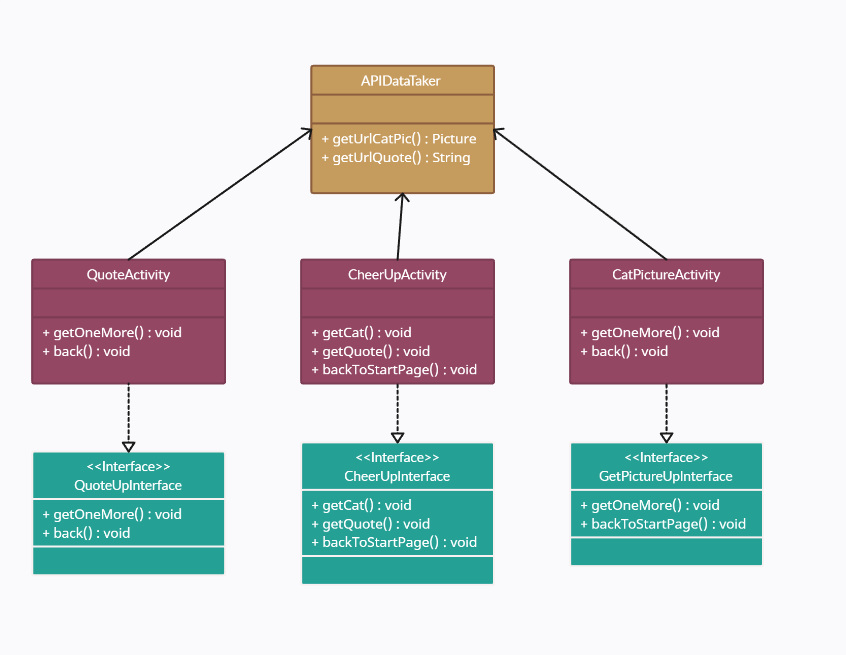 APIDataTaker
+ getUrlCatPic() : Picture
+ getUrlQuote() : String
QuoteActivity
+ getOneMore() : void
+ back() : void
CheerUpActivity
+ getCat() : void
+ getQuote() : void
+ backToStartPage() : void
CatPictureActivity
+ getOneMore() : void
+ back() : void
<<Interface>>
QuoteUpInterface
+ getOneMore() : void
+ back() : void
<<Interface>>
CheerUpInterface
+ getCat() : void
+ getQuote() : void
+ backToStartPage() : void
<<Interface>>
GetPictureUpInterface
+ getOneMore() : void
+ backToStartPage() : void